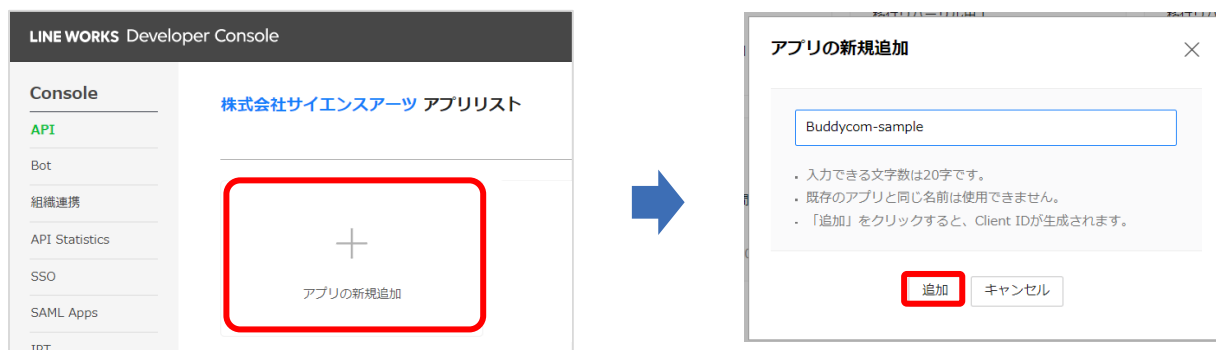 LINE WORKS Developer Console
Console
API
Bot
組織連携
API Statistics
SSO
SAML Apps
株式会社サイエンスアーツ アプリリスト
アプリの新規追加
アプリの新規追加
Buddycom-sample
・入力できる文字数は20字です。
・既存のアプリと同じ名前は使用できません。
・「追加」をクリックすると、Client IDが生成されます。
追加 キャンセル